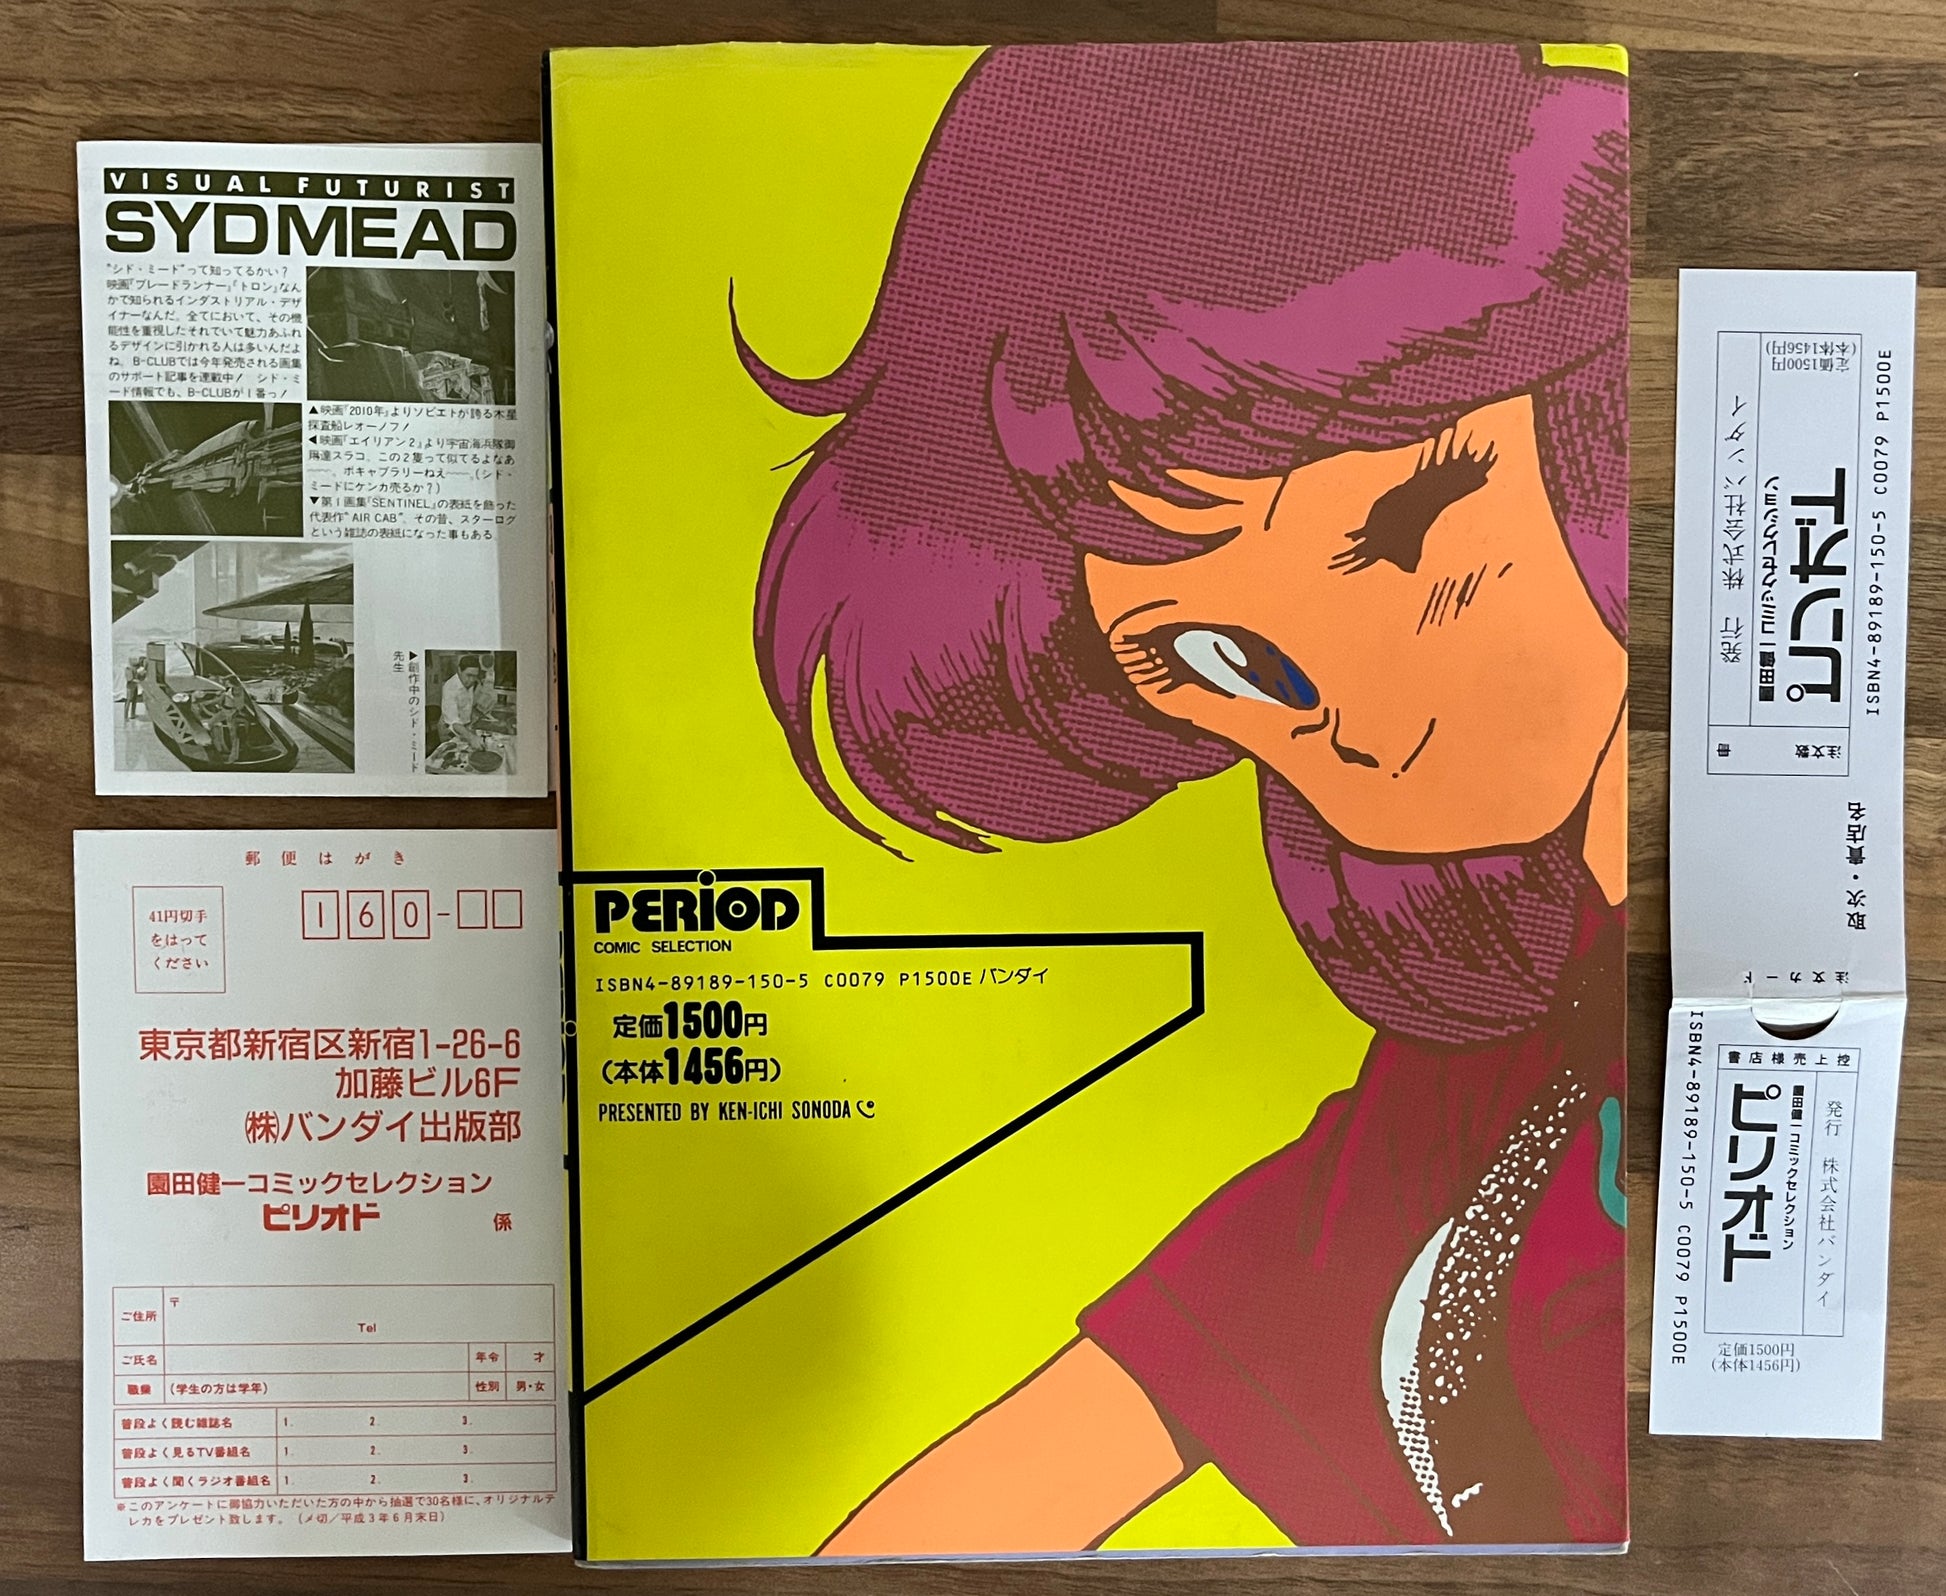 VISUAL FUTURIST
SYDMEAD
"シド・ミード"って知ってるかい?
映画『ブレードランナー』『トロン』なん
かで知られるインダストリアル・デザ
イナーなんだ。全てにおいて、その機
能性を重視したそれでいて魅力あふれ
るデザインに引かれる人は多いんだよ
ね。B-CLUBでは今年発売される画集
のサポート記事を連載中! シド・ミ
ード情報でも、B-CLUBが1番っ!
▲映画『2010年』よりソビエトが誇る木星
探査船レオーノフ!
◀映画『エイリアン2』より宇宙海浜隊御
用達スラコ。この2隻って似てるよなあ
〜〜。ボキャブラリーねえ〜〜。(シド・
ミードにケンカ売るか?)
▼第1画集『SENTINEL』の表紙を飾った
代表作"AIR CAB"。その昔、スターログ
という雑誌の表紙になった事もある。
▶創作中のシド・ミード
先生
郵便はがき
41円切手
をはって
ください
160-
東京都新宿区新宿1-26-6
加藤ビル6F
㈱バンダイ出版部
園田健一コミックセレクション
ピリオド 係
ご住所 〒
Tel
ご氏名 年令 才
職業 (学生の方は学年) 性別 男・女
普段よく読む雑誌名 1. 2. 3.
普段よく見るTV番組名 1. 2. 3.
普段よく聞くラジオ番組名 1. 2. 3.
※このアンケートに御協力いただいた方の中から抽選で30名様に、オリジナルテ
レカをプレゼント致します。(〆切/平成3年6月末日)
PERIOD
COMIC SELECTION
ISBN4-89189-150-5 C0079 P1500E バンダイ
定価1500円
(本体1456円)
PRESENTED BY KEN-ICHI SONODA
定価1500円
(本体1456円)
発行 株式会社バンダイ
園田健一コミックセレクション
ピリオド
ISBN4-89189-150-5 C0079 P1500E
注文数 冊
取次・貴店名
注文カード
書店様売上控
発行 株式会社バンダイ
園田健一コミックセレクション
ピリオド
ISBN4-89189-150-5 C0079 P1500E
定価1500円
(本体1456円)